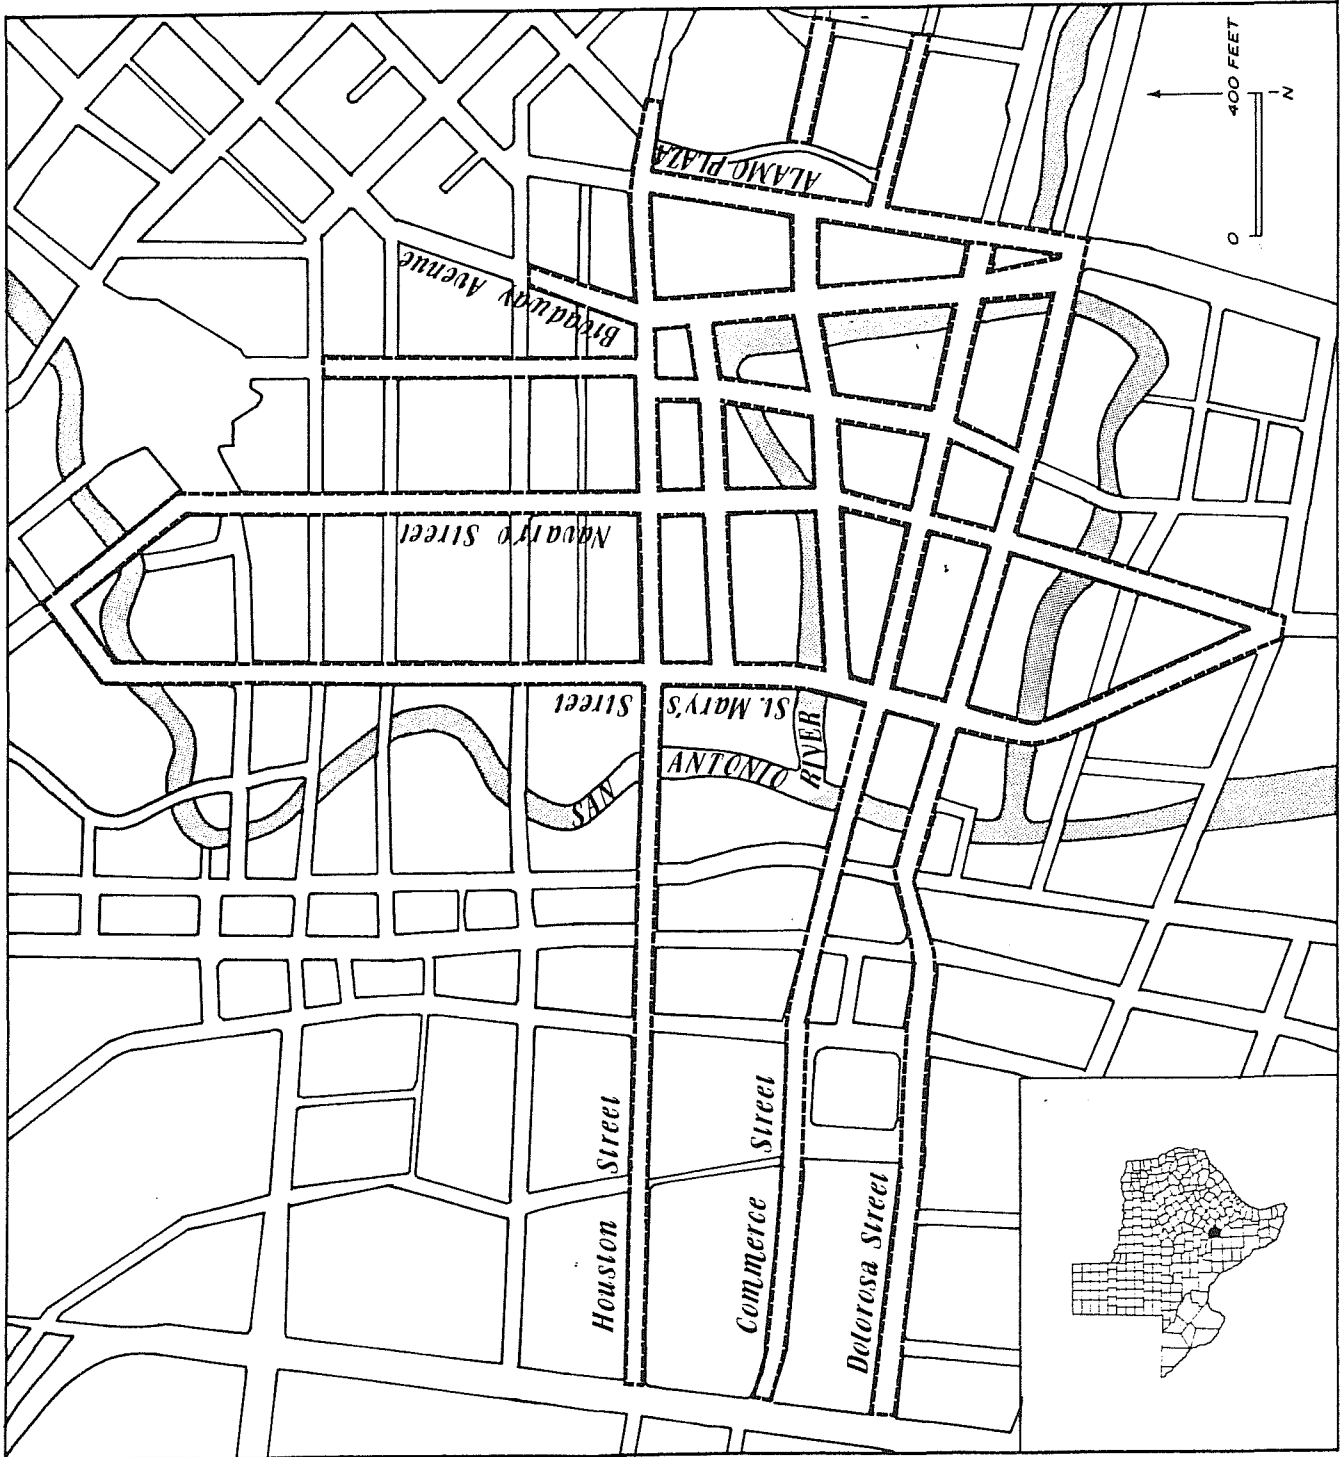 Broadway Avenue
ALAMO PLAZA
Navarro Street
St. Mary's
Street
SAN
ANTONIO
RIVER
Houston Street
Commerce Street
Dolorosa Street
0 400 FEET
N